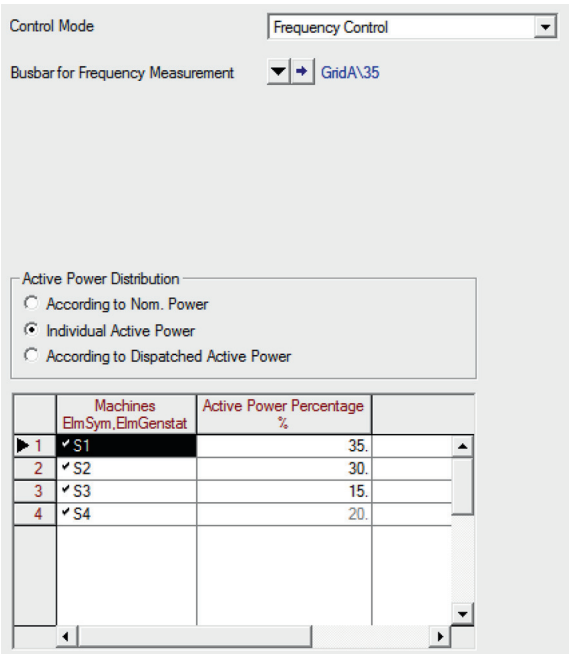 Control Mode Frequency Control
Busbar for Frequency Measurement GridA\35
Active Power Distribution
According to Nom. Power
Individual Active Power
According to Dispatched Active Power
Machines Active Power Percentage
ElmSym,ElmGenstat %
1 S1 35.
2 S2 30.
3 S3 15.
4 S4 20.